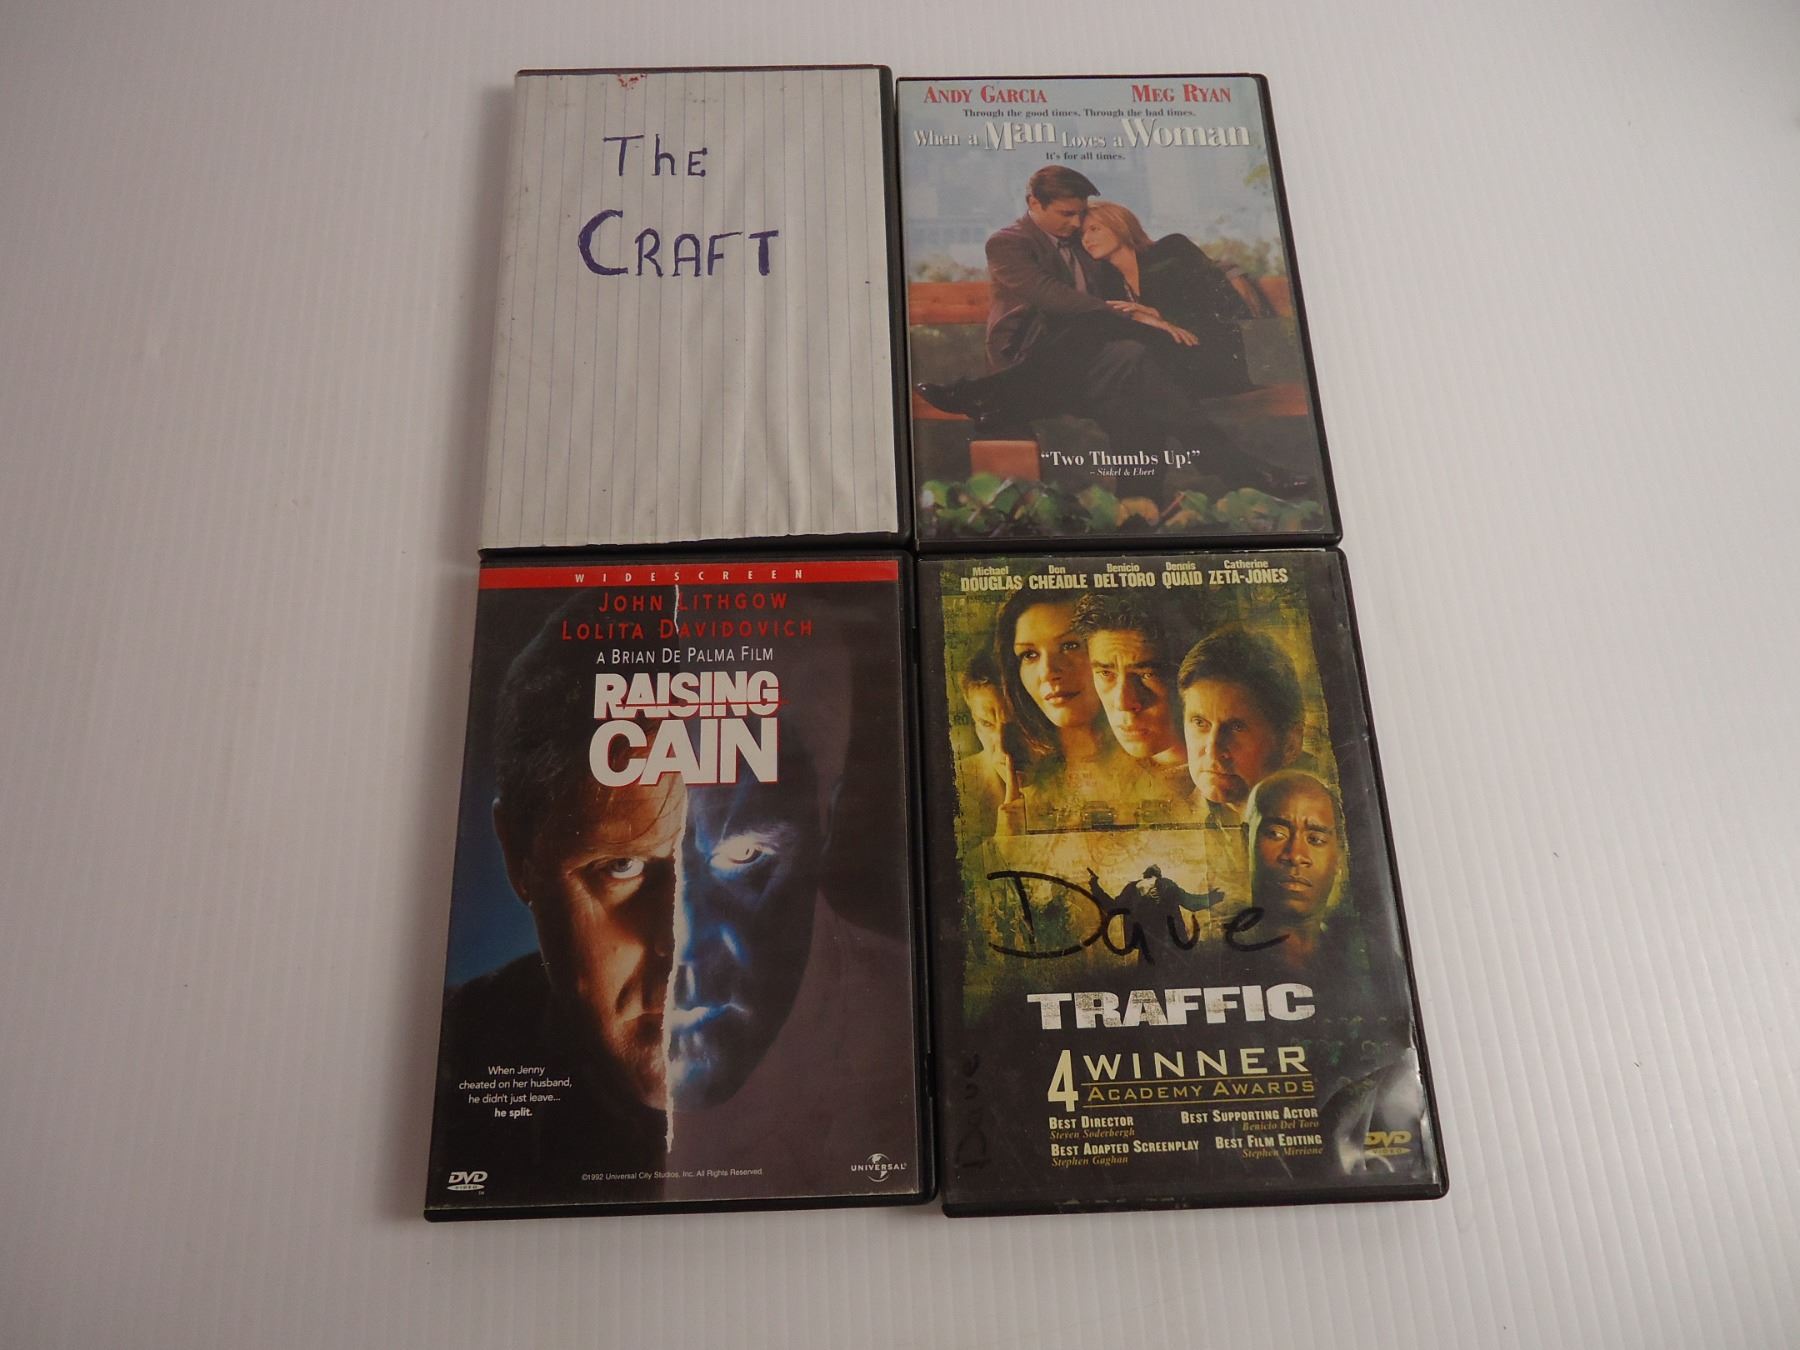 The
CRAFT
ANDY GARCIA MEG RYAN
Through the good times. Through the bad times.
When a Man Loves a Woman
It's for all times.
"Two Thumbs Up!"
- Siskel & Ebert
WIDESCREEN
JOHN LITHGOW
LOLITA DAVIDOVICH
A BRIAN DE PALMA FILM
RAISING
CAIN
When Jenny
cheated on her husband,
he didn't just leave...
he split.
DVD
VIDEO
©1992 Universal City Studios, Inc. All Rights Reserved.
UNIVERSAL
Michael Don Benicio Dennis Catherine
DOUGLAS CHEADLE DEL TORO QUAID ZETA-JONES
Dave
TRAFFIC
Dave
4 WINNER
ACADEMY AWARDS
BEST DIRECTOR BEST SUPPORTING ACTOR
Steven Soderbergh Benicio Del Toro
BEST ADAPTED SCREENPLAY BEST FILM EDITING
Stephen Gaghan Stephen Mirrione
DVD
VIDEO